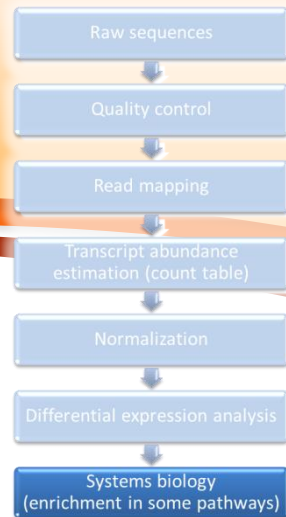 Raw sequences
Quality control
Read mapping
Transcript abundance
estimation (count table)
Normalization
Differential expression analysis
Systems biology
(enrichment in some pathways)